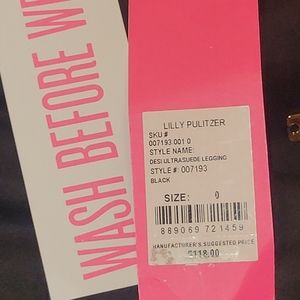 WASH BEFORE WE
LILLY PULITZER
SKU #
007193 001 0
STYLE NAME:
DESI ULTRASUEDE LEGGING
STYLE #: 007193
BLACK
SIZE: 0
889069 721459
MANUFACTURER'S SUGGESTED PRICE
$118.00